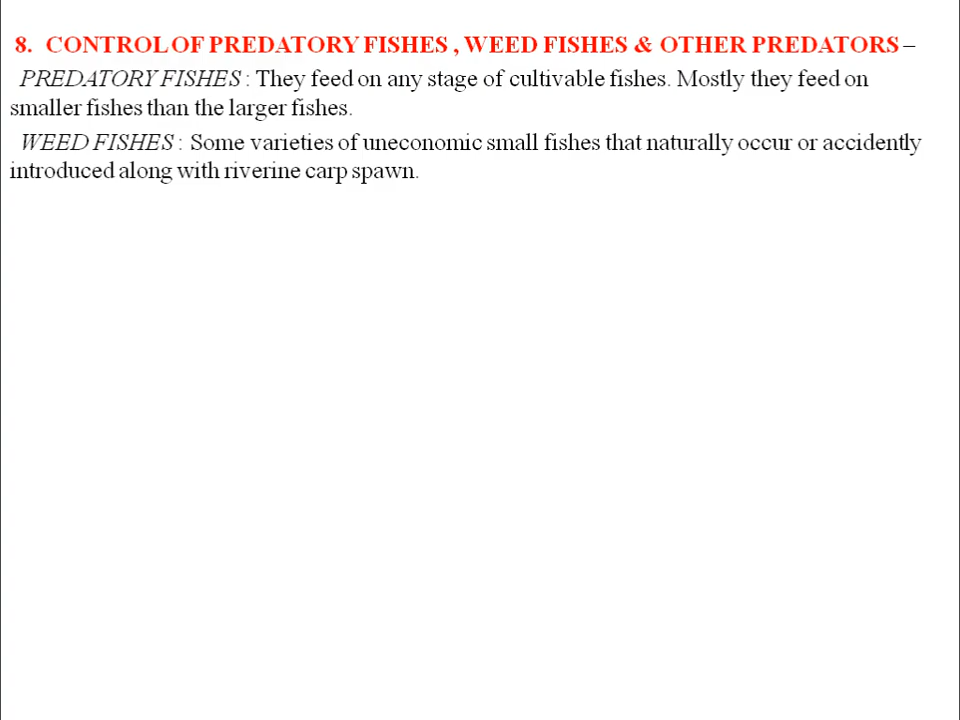 8. CONTROL OF PREDATORY FISHES , WEED FISHES & OTHER PREDATORS –
PREDATORY FISHES : They feed on any stage of cultivable fishes. Mostly they feed on
smaller fishes than the larger fishes.
WEED FISHES : Some varieties of uneconomic small fishes that naturally occur or accidently
introduced along with riverine carp spawn.